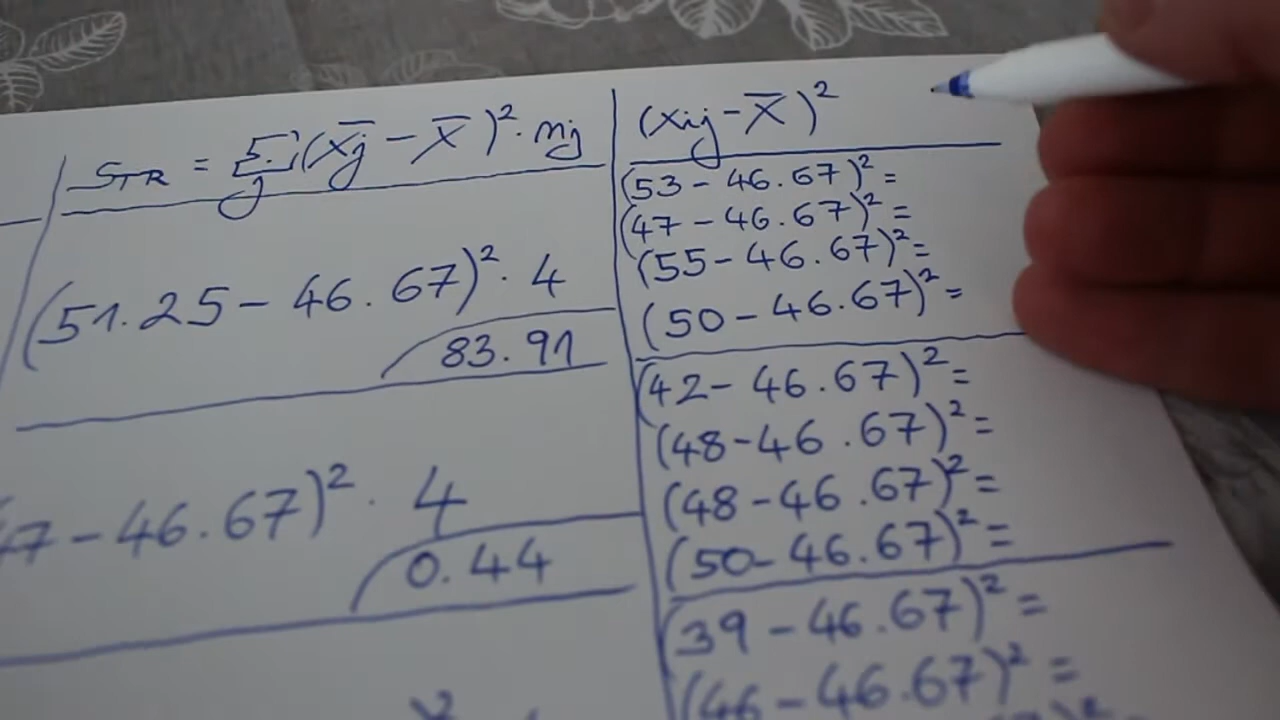 STR = Σj (x̄j - x̄)² · nj
(51.25 - 46.67)² · 4
83.91
47 - 46.67)² · 4
0.44
(xij - x̄)²
(53 - 46.67)² =
(47 - 46.67)² =
(55 - 46.67)² =
(50 - 46.67)² =
(42 - 46.67)² =
(48 - 46.67)² =
(48 - 46.67)² =
(50 - 46.67)² =
(39 - 46.67)² =
(46 - 46.67)² =